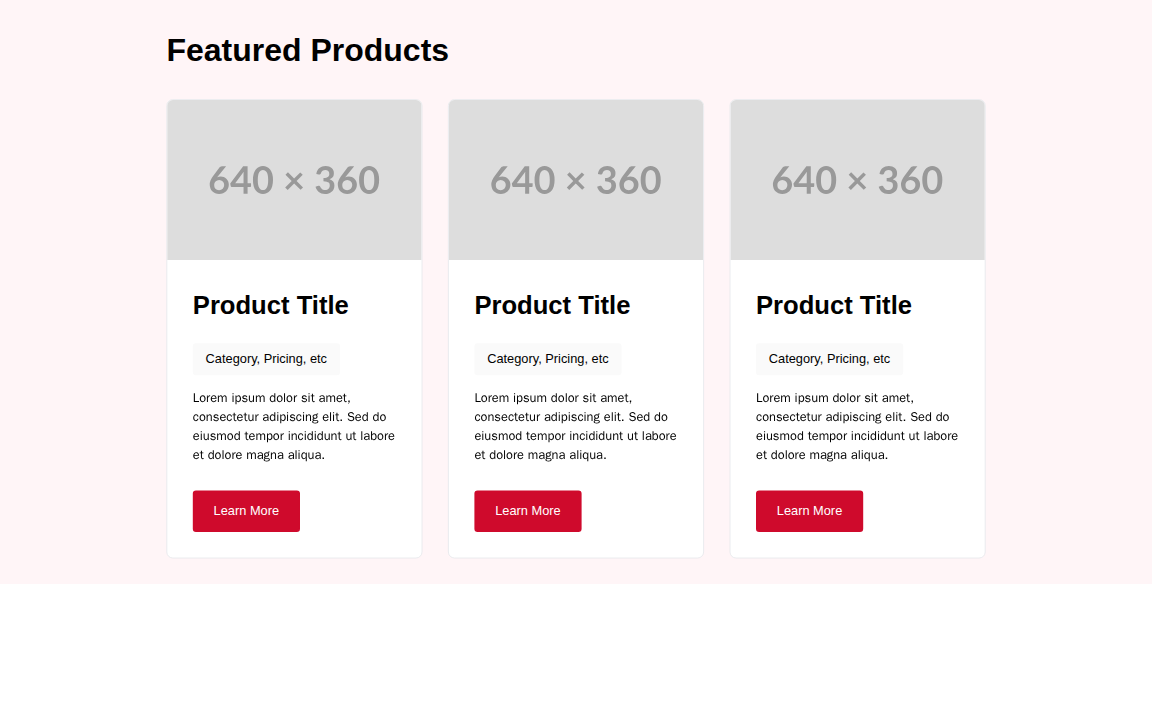 Featured Products
640 × 360
640 × 360
640 × 360
Product Title
Category, Pricing, etc
Lorem ipsum dolor sit amet,
consectetur adipiscing elit. Sed do
eiusmod tempor incididunt ut labore
et dolore magna aliqua.
Learn More
Product Title
Category, Pricing, etc
Lorem ipsum dolor sit amet,
consectetur adipiscing elit. Sed do
eiusmod tempor incididunt ut labore
et dolore magna aliqua.
Learn More
Product Title
Category, Pricing, etc
Lorem ipsum dolor sit amet,
consectetur adipiscing elit. Sed do
eiusmod tempor incididunt ut labore
et dolore magna aliqua.
Learn More